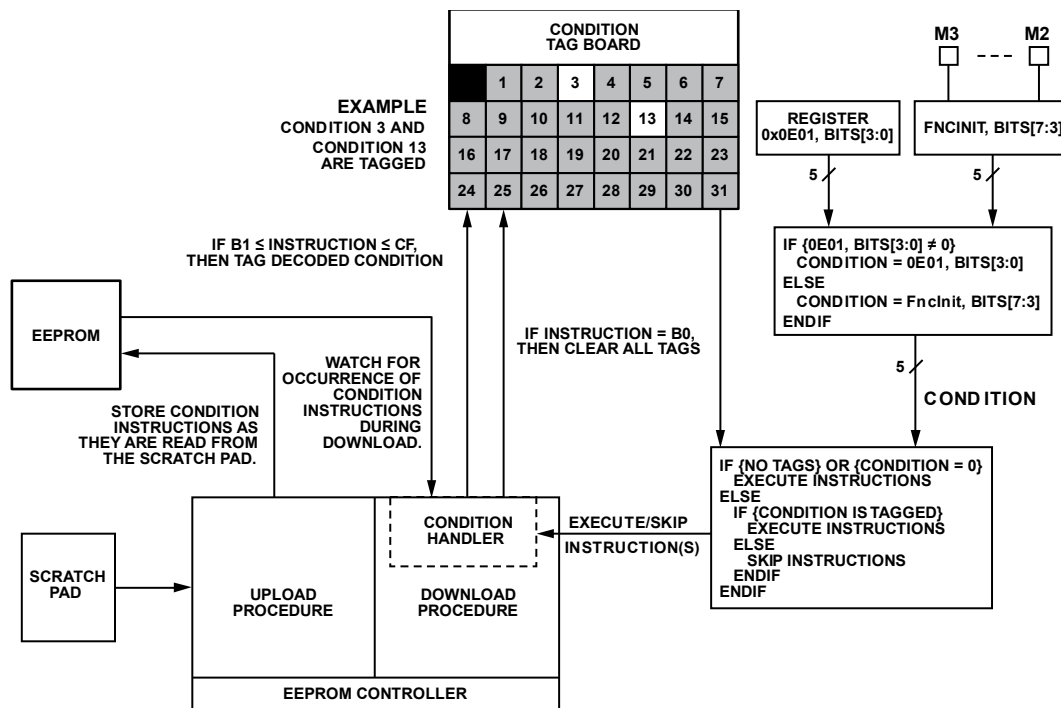 CONDITION
TAG BOARD
1 2 3 4 5 6 7
8 9 10 11 12 13 14 15
16 17 18 19 20 21 22 23
24 25 26 27 28 29 30 31
EXAMPLE
CONDITION 3 AND
CONDITION 13
ARE TAGGED
M3 M2
REGISTER
0x0E01, BITS[3:0]
FNCINIT, BITS[7:3]
5
5
IF {0E01, BITS[3:0] ≠ 0}
CONDITION = 0E01, BITS[3:0]
ELSE
CONDITION = FncInit, BITS[7:3]
ENDIF
5
CONDITION
IF B1 ≤ INSTRUCTION ≤ CF,
THEN TAG DECODED CONDITION
IF INSTRUCTION = B0,
THEN CLEAR ALL TAGS
EEPROM
WATCH FOR
OCCURRENCE OF
CONDITION
INSTRUCTIONS
DURING
DOWNLOAD.
STORE CONDITION
INSTRUCTIONS AS
THEY ARE READ FROM
THE SCRATCH PAD.
IF {NO TAGS} OR {CONDITION = 0}
EXECUTE INSTRUCTIONS
ELSE
IF {CONDITION IS TAGGED}
EXECUTE INSTRUCTIONS
ELSE
SKIP INSTRUCTIONS
ENDIF
ENDIF
EXECUTE/SKIP
INSTRUCTION(S)
CONDITION
HANDLER
SCRATCH
PAD
UPLOAD
PROCEDURE
DOWNLOAD
PROCEDURE
EEPROM CONTROLLER